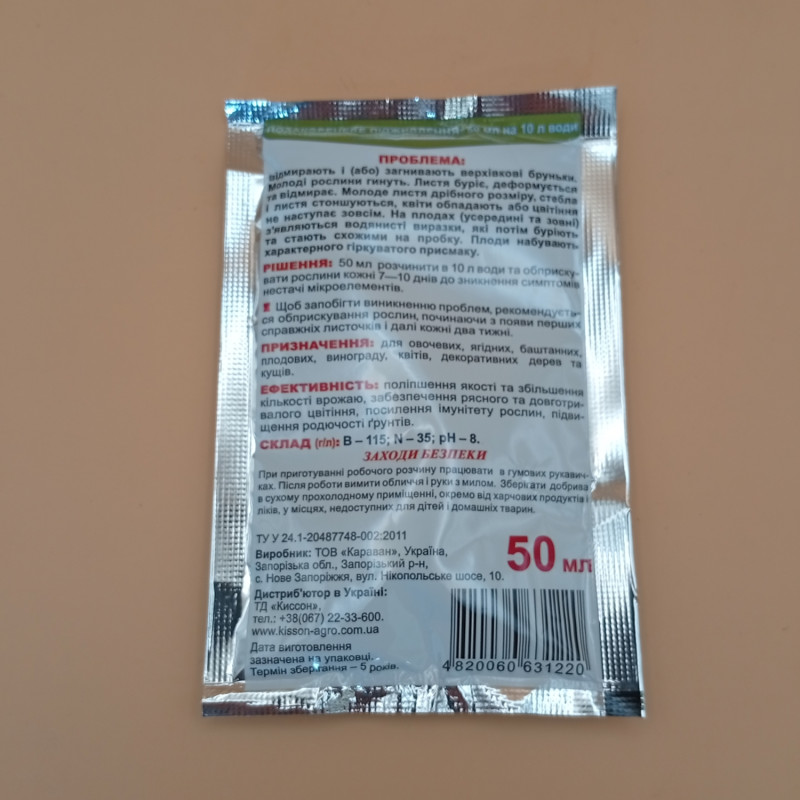 Позакореневе підживлення: 50 мл на 10 л води
ПРОБЛЕМА:
відмирають і (або) загнивають верхівкові бруньки.
Молоді рослини гинуть. Листя буріє, деформується
та відмирає. Молоде листя дрібного розміру, стебла
і листя стоншуються, квіти обпадають або цвітіння
не наступає зовсім. На плодах (усередині та зовні)
з'являються водянисті виразки, які потім буріють
та стають схожими на пробку. Плоди набувають
характерного гіркуватого присмаку.
РІШЕННЯ: 50 мл розчинити в 10 л води та обприску-
вати рослини кожні 7—10 днів до зникнення симптомів
нестачі мікроелементів.
Щоб запобігти виникненню проблем, рекомендуєть-
ся обприскування рослин, починаючи з появи перших
справжніх листочків і далі кожні два тижні.
ПРИЗНАЧЕННЯ: для овочевих, ягідних, баштанних,
плодових, винограду, квітів, декоративних дерев та
кущів.
ЕФЕКТИВНІСТЬ: поліпшення якості та збільшення
кількості врожаю, забезпечення рясного та довготри-
валого цвітіння, посилення імунітету рослин, підви-
щення родючості ґрунтів.
СКЛАД (г/л): B – 115; N – 35; pH – 8.
ЗАХОДИ БЕЗПЕКИ
При приготуванні робочого розчину працювати в гумових рукавич-
ках. Після роботи вимити обличчя і руки з милом. Зберігати добрива
в сухому прохолодному приміщенні, окремо від харчових продуктів і
ліків, у місцях, недоступних для дітей і домашніх тварин.
ТУ У 24.1-20487748-002:2011
Виробник: ТОВ «Караван», Україна,
Запорізька обл., Запорізький р-н,
с. Нове Запоріжжя, вул. Нікопольське шосе, 10.
50 мл
Дистриб'ютор в Україні:
ТД «Киссон»,
тел.: +38(067) 22-33-600.
www.kisson-agro.com.ua
Дата виготовлення
зазначена на упаковці.
Термін зберігання – 5 років.
4820060 631220